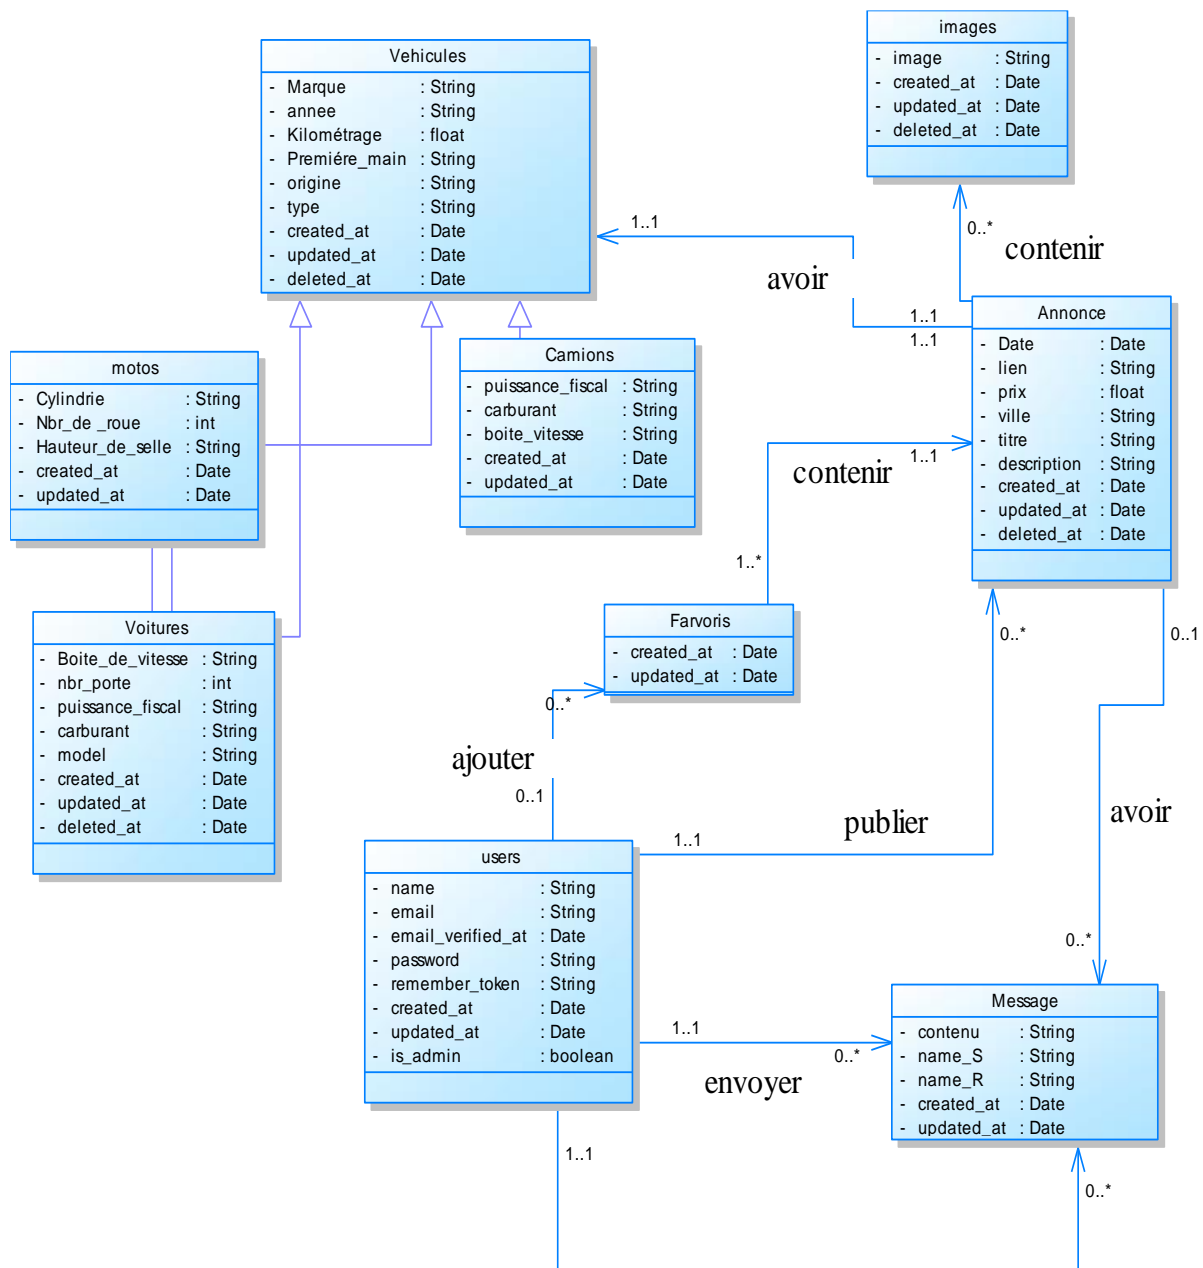 images
- image : String
- created_at : Date
- updated_at : Date
- deleted_at : Date
Vehicules
- Marque : String
- annee : String
- Kilométrage : float
- Premiére_main : String
- origine : String
- type : String
- created_at : Date
- updated_at : Date
- deleted_at : Date
1..1
0..*
contenir
avoir
1..1
1..1
Annonce
- Date : Date
- lien : String
- prix : float
- ville : String
- titre : String
- description : String
- created_at : Date
- updated_at : Date
- deleted_at : Date
motos
- Cylindrie : String
- Nbr_de _roue : int
- Hauteur_de_selle : String
- created_at : Date
- updated_at : Date
Camions
- puissance_fiscal : String
- carburant : String
- boite_vitesse : String
- created_at : Date
- updated_at : Date
contenir
1..1
1..*
Farvoris
- created_at : Date
- updated_at : Date
0..*
0..1
Voitures
- Boite_de_vitesse : String
- nbr_porte : int
- puissance_fiscal : String
- carburant : String
- model : String
- created_at : Date
- updated_at : Date
- deleted_at : Date
0..*
ajouter
0..1
publier
1..1
avoir
users
- name : String
- email : String
- email_verified_at : Date
- password : String
- remember_token : String
- created_at : Date
- updated_at : Date
- is_admin : boolean
0..*
1..1
0..*
envoyer
Message
- contenu : String
- name_S : String
- name_R : String
- created_at : Date
- updated_at : Date
1..1
0..*